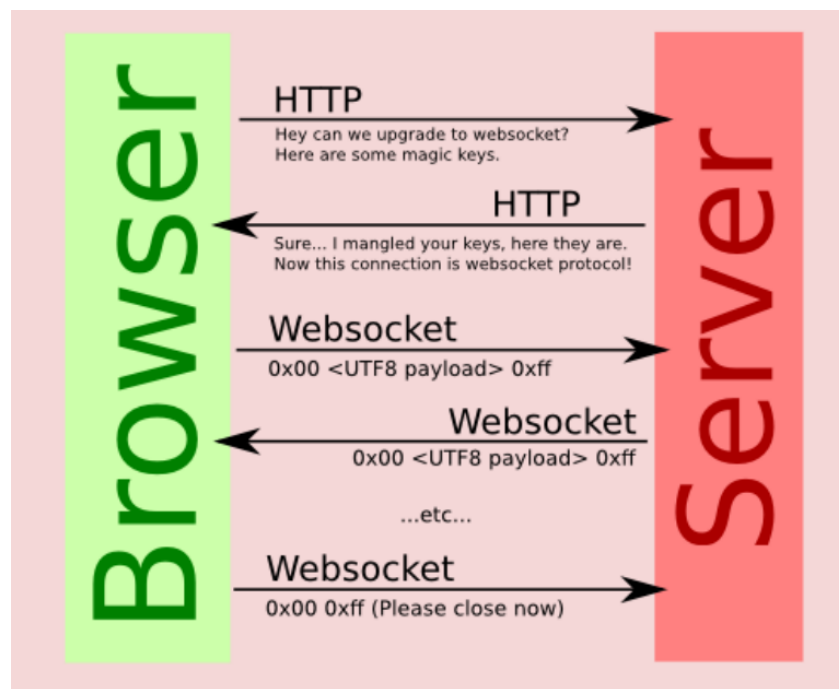 Browser
HTTP
Hey can we upgrade to websocket?
Here are some magic keys.
HTTP
Sure... I mangled your keys, here they are.
Now this connection is websocket protocol!
Websocket
0x00 <UTF8 payload> 0xff
Websocket
0x00 <UTF8 payload> 0xff
...etc...
Websocket
0x00 0xff (Please close now)
Server